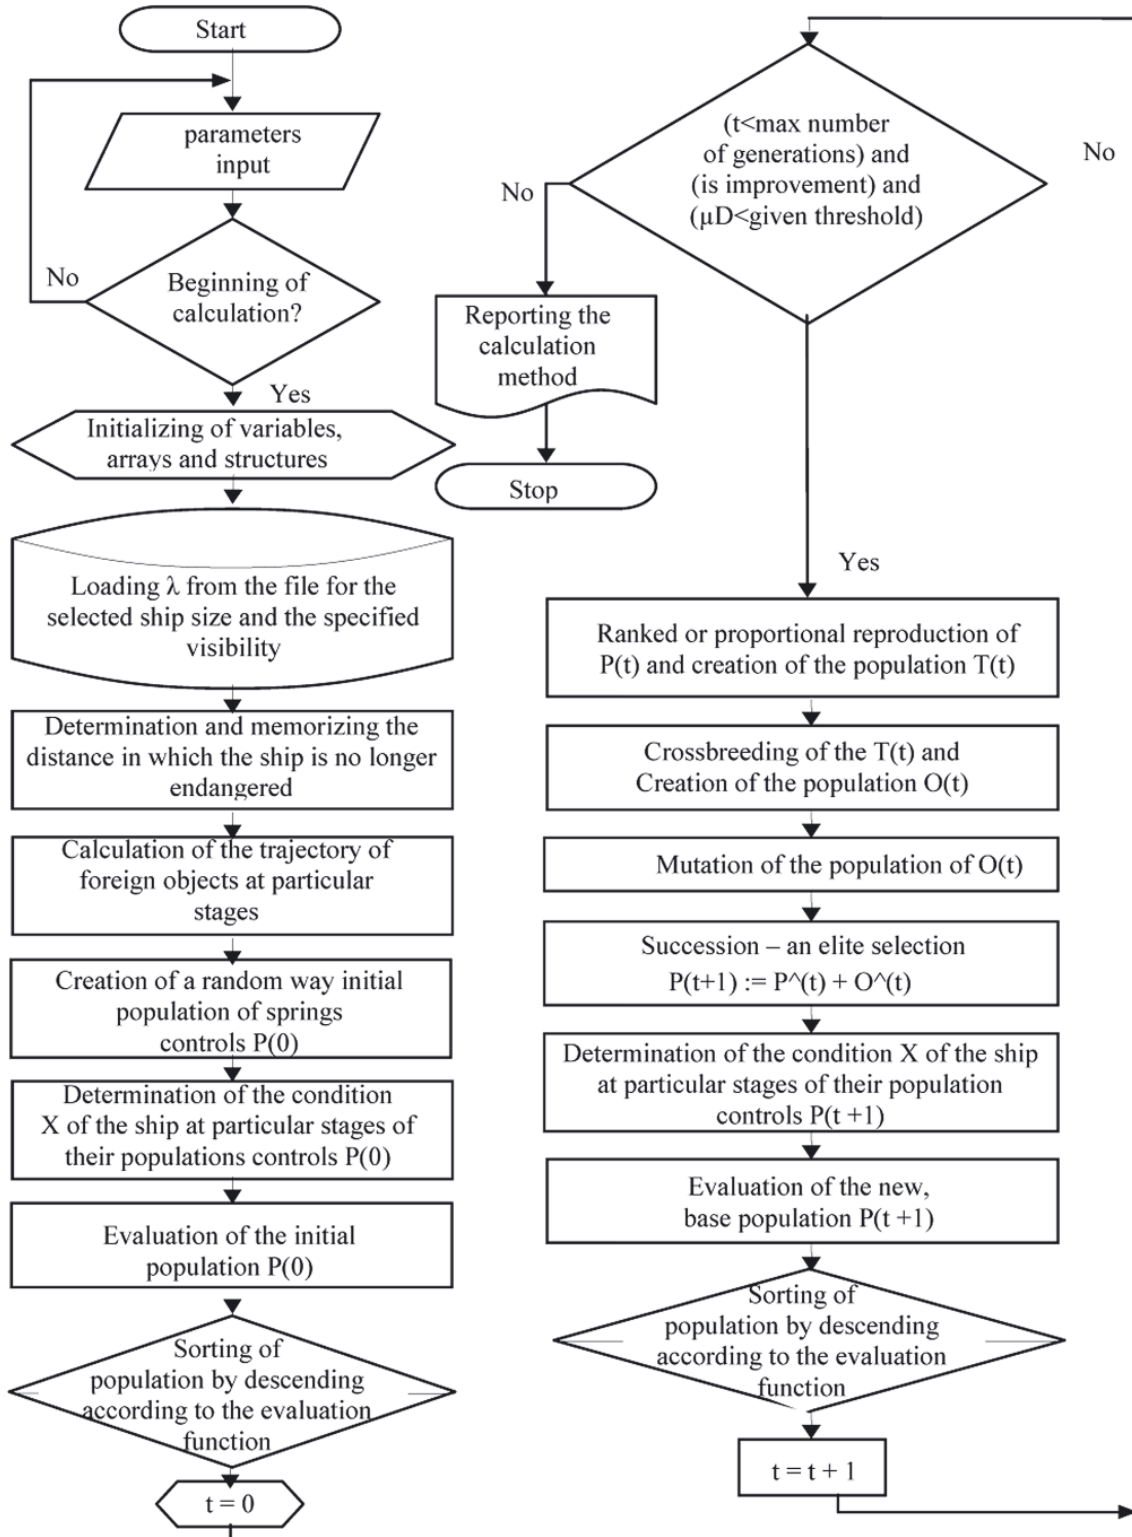 Start
parameters
input
No
Beginning of
calculation?
Yes
Initializing of variables,
arrays and structures
Loading λ from the file for the
selected ship size and the specified
visibility
Determination and memorizing the
distance in which the ship is no longer
endangered
Calculation of the trajectory of
foreign objects at particular
stages
Creation of a random way initial
population of springs
controls P(0)
Determination of the condition
X of the ship at particular stages of
their populations controls P(0)
Evaluation of the initial
population P(0)
Sorting of
population by descending
according to the evaluation
function
t = 0
(t<max number
of generations) and
(is improvement) and
(µD<given threshold)
No
No
Reporting the
calculation
method
Stop
Yes
Ranked or proportional reproduction of
P(t) and creation of the population T(t)
Crossbreeding of the T(t) and
Creation of the population O(t)
Mutation of the population of O(t)
Succession – an elite selection
P(t+1) := P^(t) + O^(t)
Determination of the condition X of the ship
at particular stages of their population
controls P(t +1)
Evaluation of the new,
base population P(t +1)
Sorting of
population by descending
according to the evaluation
function
t = t + 1